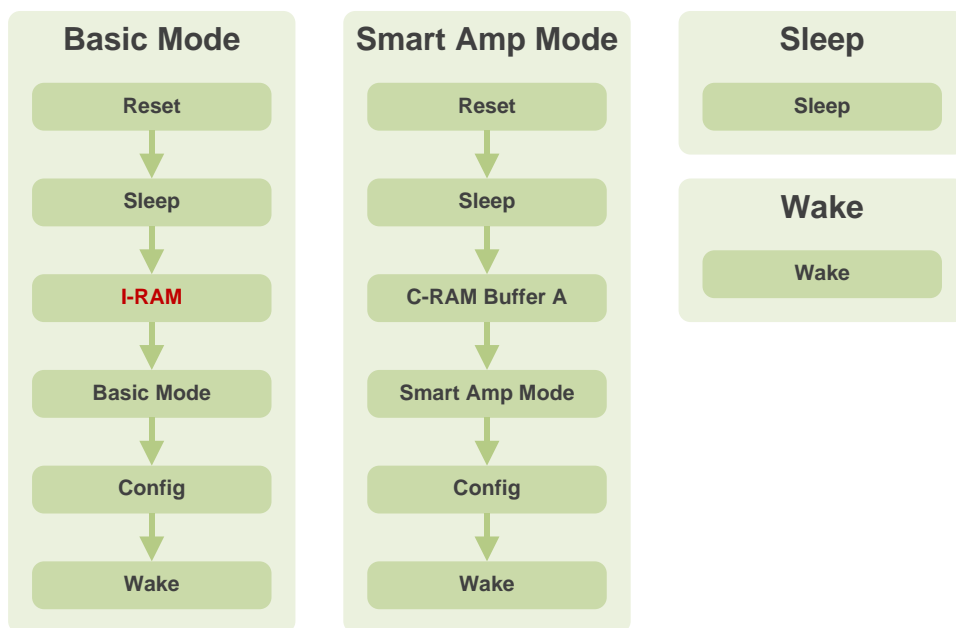 Basic Mode
Reset
Sleep
I-RAM
Basic Mode
Config
Wake
Smart Amp Mode
Reset
Sleep
C-RAM Buffer A
Smart Amp Mode
Config
Wake
Sleep
Sleep
Wake
Wake